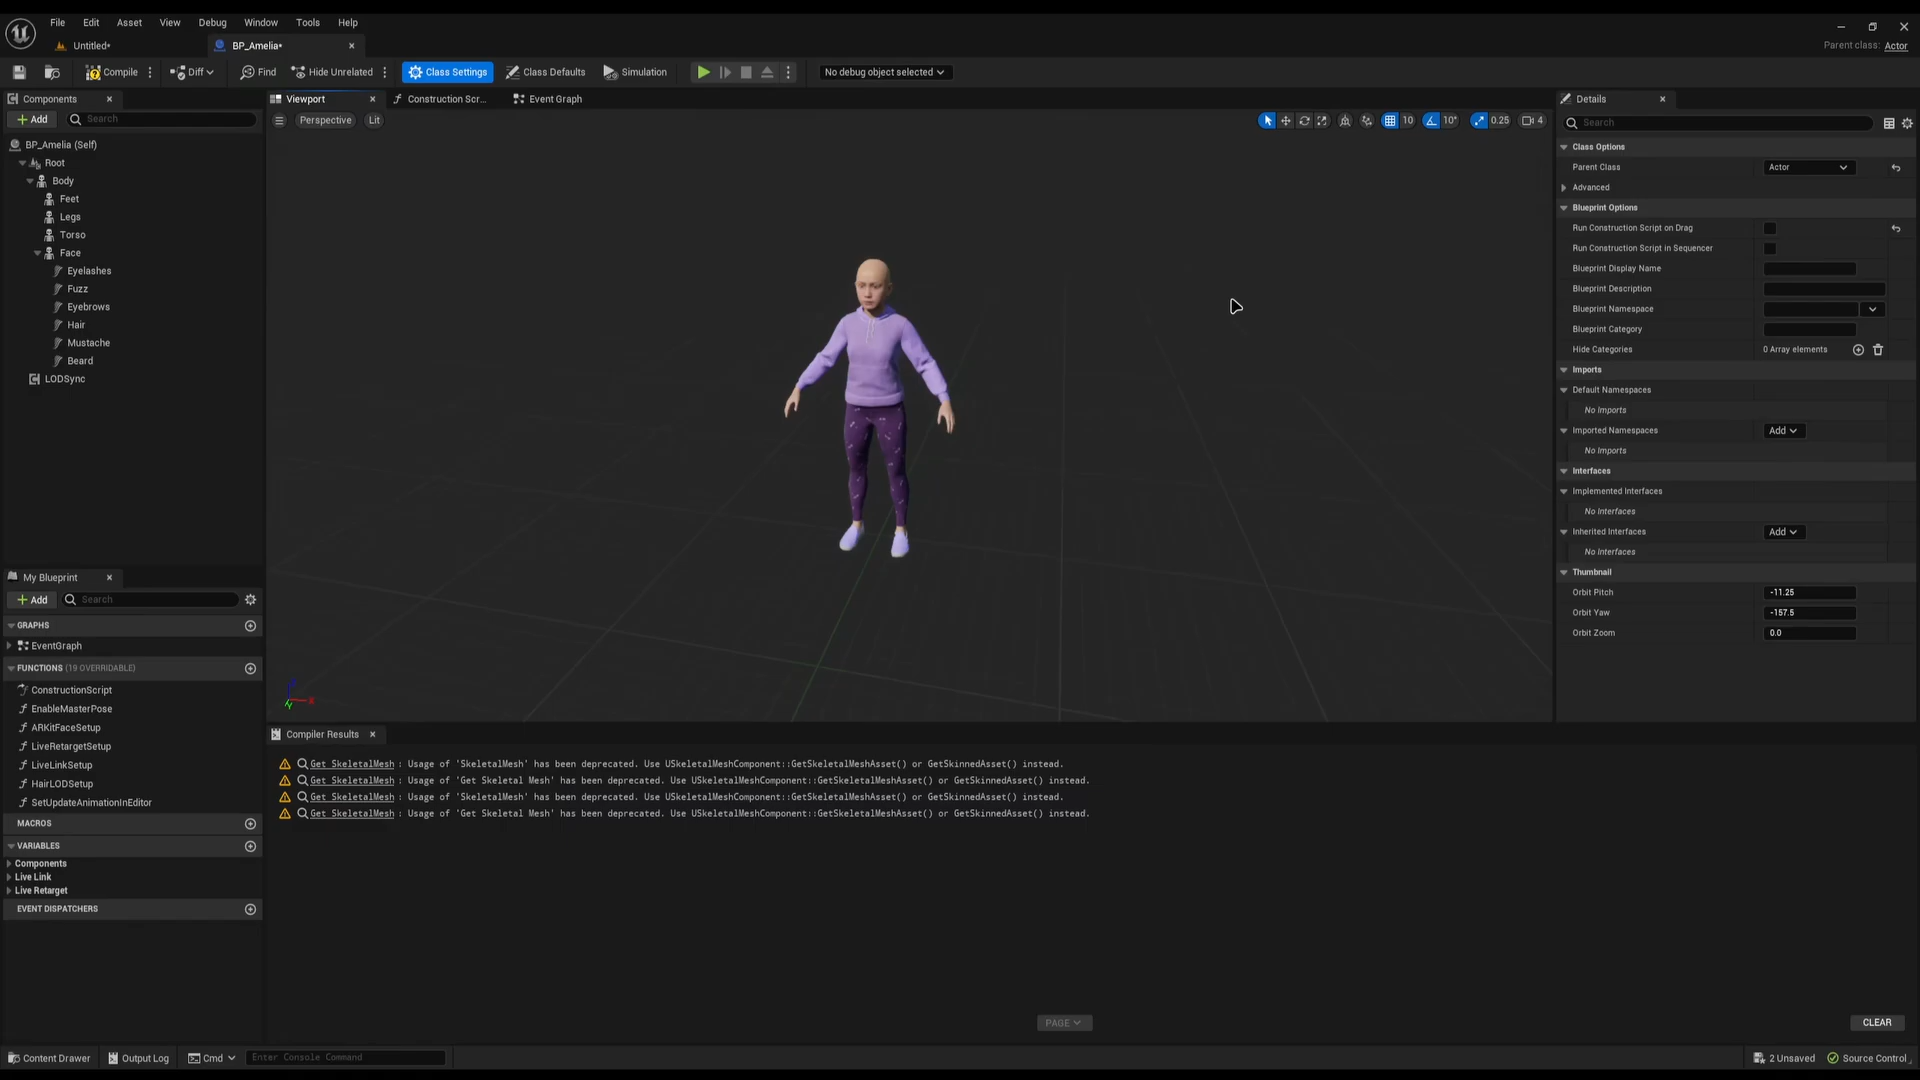 File Edit Asset View Debug Window Tools Help
Untitled* BP_Amelia*
Parent class: Actor
Compile Diff Find Hide Unrelated Class Settings Class Defaults Simulation No debug object selected
Components
Add Search
BP_Amelia (Self)
Root
Body
Feet
Legs
Torso
Face
Eyelashes
Fuzz
Eyebrows
Hair
Mustache
Beard
LODSync
My Blueprint
Add Search
GRAPHS
EventGraph
FUNCTIONS (19 OVERRIDABLE)
ConstructionScript
EnableMasterPose
ARKitFaceSetup
LiveRetargetSetup
LiveLinkSetup
HairLODSetup
SetUpdateAnimationInEditor
MACROS
VARIABLES
Components
Live Link
Live Retarget
EVENT DISPATCHERS
Viewport Construction Scr... Event Graph
Perspective Lit 10 10° 0.25 4
Compiler Results
Get SkeletalMesh : Usage of 'SkeletalMesh' has been deprecated. Use USkeletalMeshComponent::GetSkeletalMeshAsset() or GetSkinnedAsset() instead.
Get SkeletalMesh : Usage of 'Get Skeletal Mesh' has been deprecated. Use USkeletalMeshComponent::GetSkeletalMeshAsset() or GetSkinnedAsset() instead.
Get SkeletalMesh : Usage of 'SkeletalMesh' has been deprecated. Use USkeletalMeshComponent::GetSkeletalMeshAsset() or GetSkinnedAsset() instead.
Get SkeletalMesh : Usage of 'Get Skeletal Mesh' has been deprecated. Use USkeletalMeshComponent::GetSkeletalMeshAsset() or GetSkinnedAsset() instead.
PAGE
CLEAR
Details
Search
Class Options
Parent Class Actor
Advanced
Blueprint Options
Run Construction Script on Drag
Run Construction Script in Sequencer
Blueprint Display Name
Blueprint Description
Blueprint Namespace
Blueprint Category
Hide Categories 0 Array elements
Imports
Default Namespaces
No Imports
Imported Namespaces Add
No Imports
Interfaces
Implemented Interfaces
No Interfaces
Inherited Interfaces Add
No Interfaces
Thumbnail
Orbit Pitch -11.25
Orbit Yaw -157.5
Orbit Zoom 0.0
Content Drawer Output Log Cmd Enter Console Command 2 Unsaved Source Control